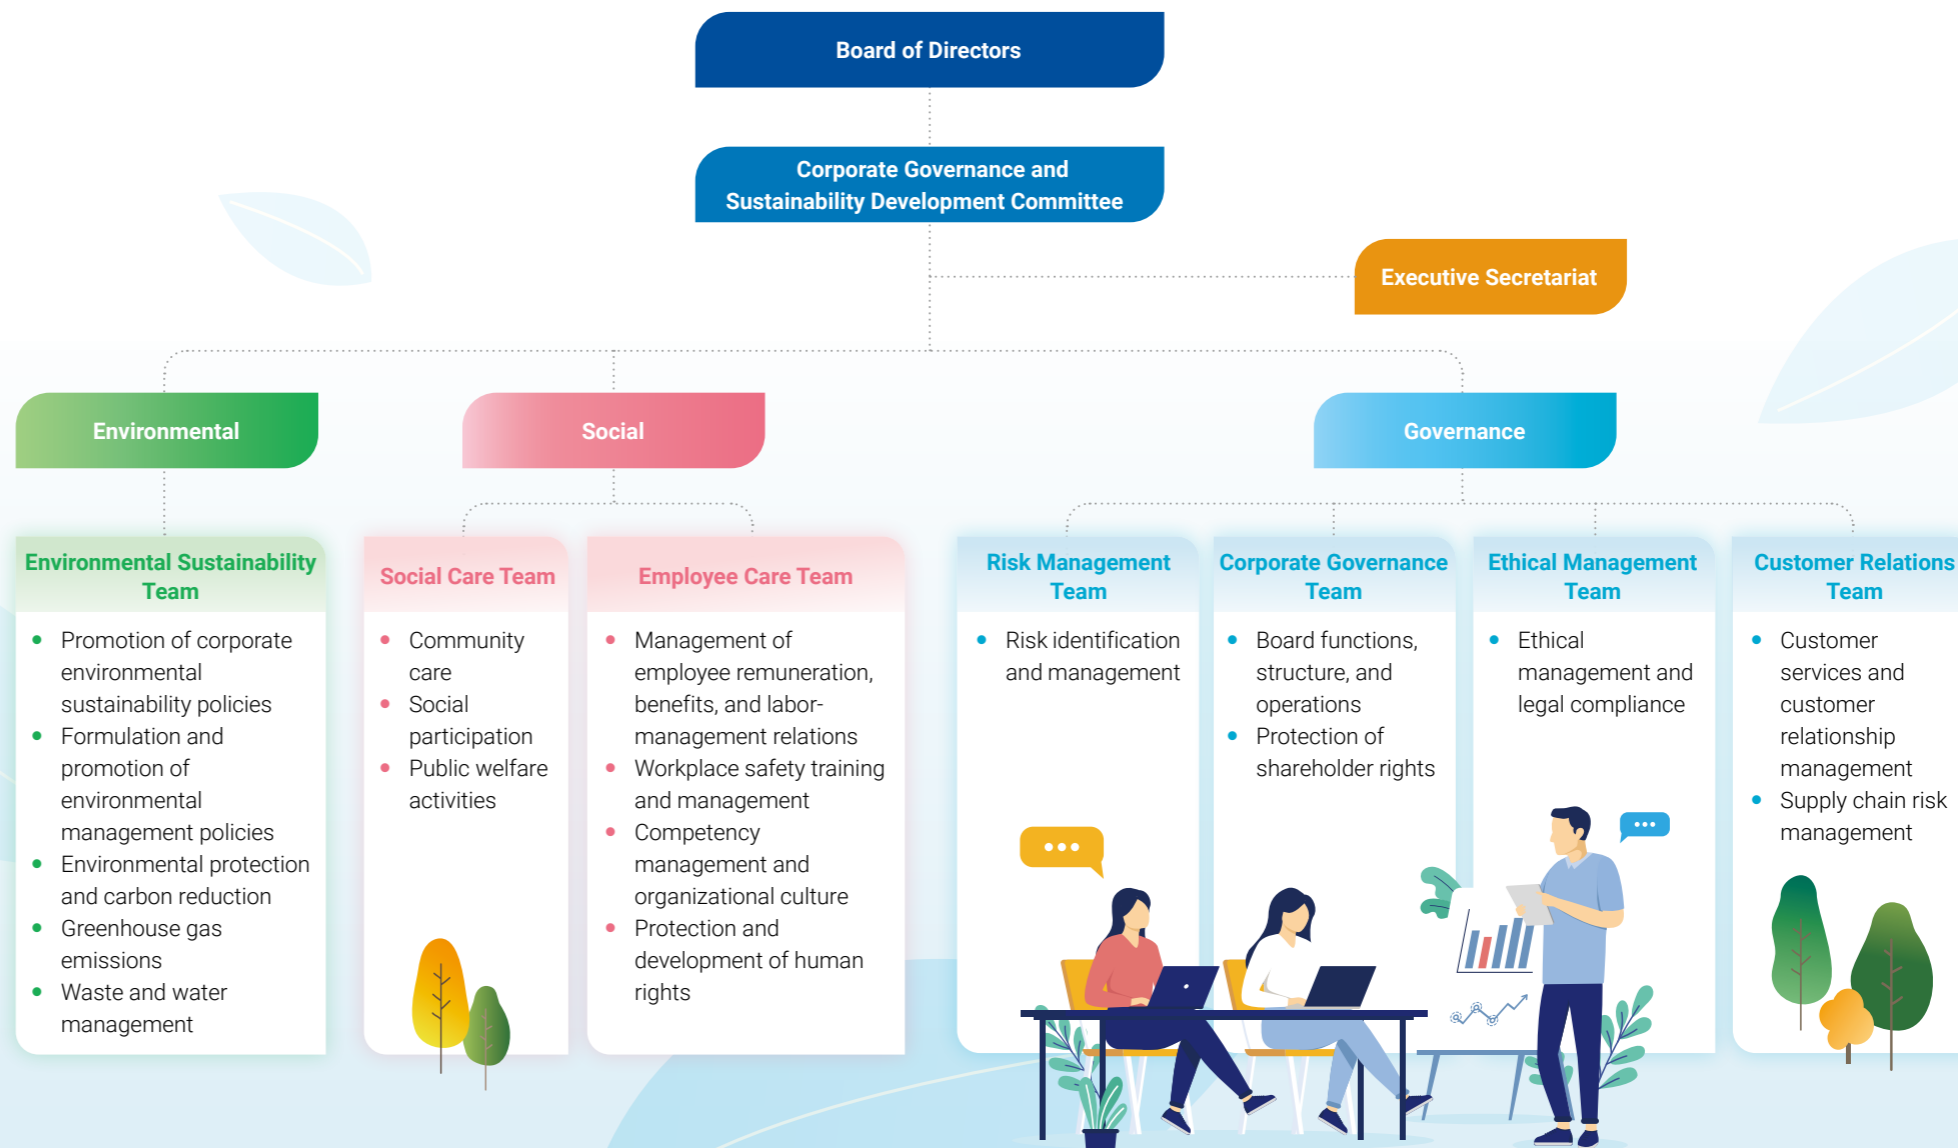 Board of Directors
Corporate Governance and
Sustainability Development Committee
Executive Secretariat
Environmental
Social
Governance
Environmental Sustainability
Team
• Promotion of corporate
environmental
sustainability policies
• Formulation and
promotion of
environmental
management policies
• Environmental protection
and carbon reduction
• Greenhouse gas
emissions
• Waste and water
management
Social Care Team
• Community
care
• Social
participation
• Public welfare
activities
Employee Care Team
• Management of
employee remuneration,
benefits, and labor-
management relations
• Workplace safety training
and management
• Competency
management and
organizational culture
• Protection and
development of human
rights
Risk Management
Team
• Risk identification
and management
Corporate Governance
Team
• Board functions,
structure, and
operations
• Protection of
shareholder rights
Ethical Management
Team
• Ethical
management and
legal compliance
Customer Relations
Team
• Customer
services and
customer
relationship
management
• Supply chain risk
management